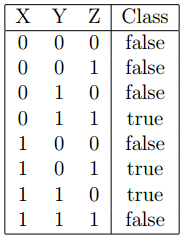 X Y Z Class
0 0 0 false
0 0 1 false
0 1 0 false
0 1 1 true
1 0 0 false
1 0 1 true
1 1 0 true
1 1 1 false